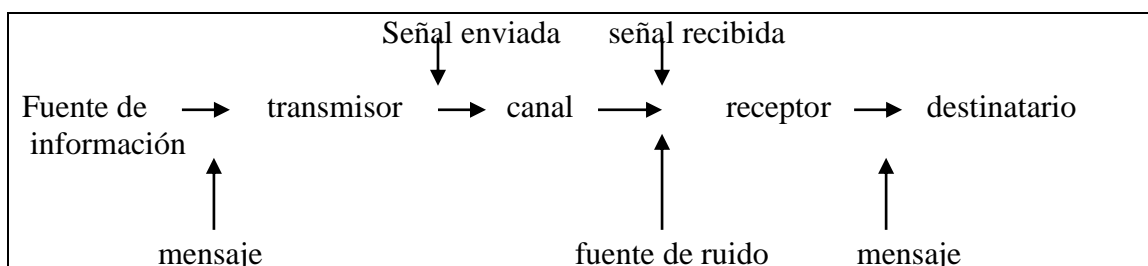 Señal enviada señal recibida
Fuente de transmisor canal receptor destinatario
información
mensaje fuente de ruido mensaje